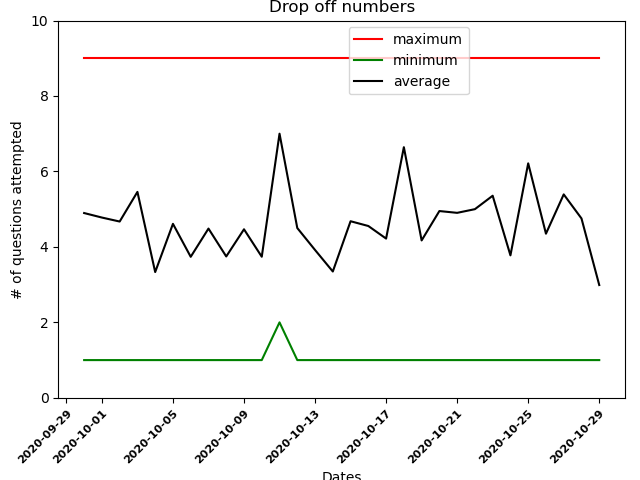 Drop off numbers
maximum
minimum
average
# of questions attempted
10
8
6
4
2
0
2020-09-29
2020-10-01
2020-10-05
2020-10-09
2020-10-13
2020-10-17
2020-10-21
2020-10-25
2020-10-29
Dates